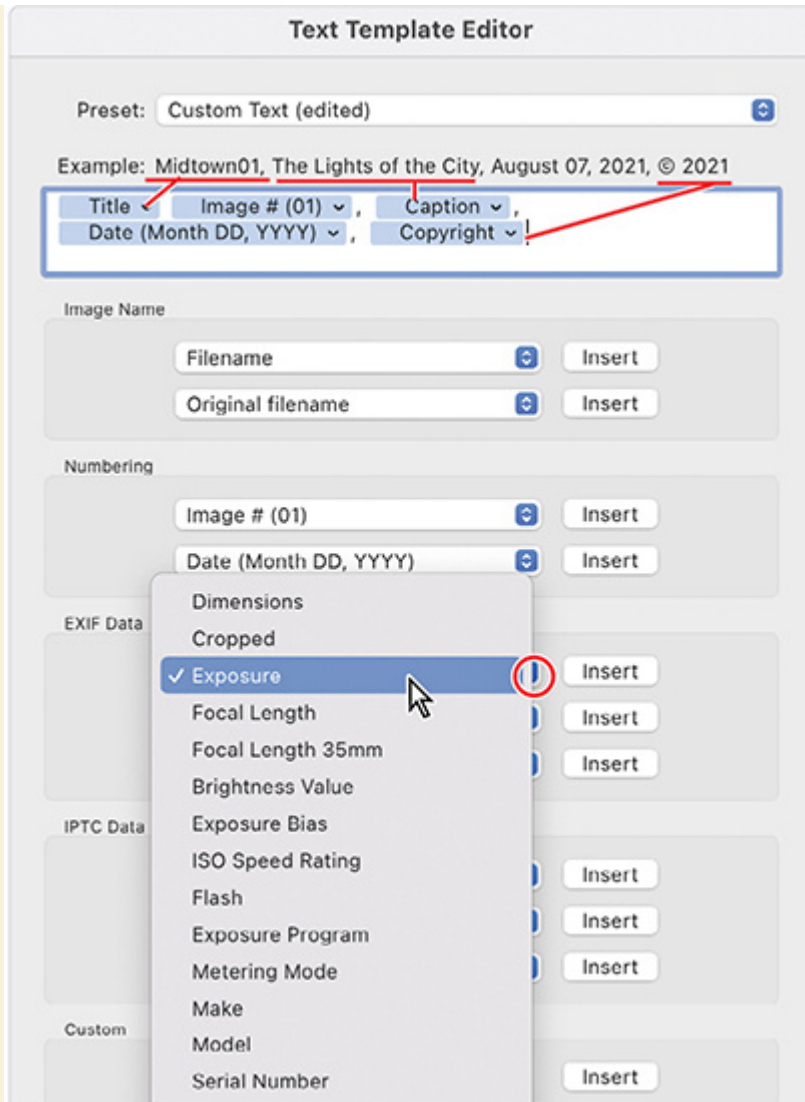 Text Template Editor
Preset: Custom Text (edited)
Example: Midtown01, The Lights of the City, August 07, 2021, © 2021
Title Image # (01) , Caption ,
Date (Month DD, YYYY) , Copyright
Image Name
Filename Insert
Original filename Insert
Numbering
Image # (01) Insert
Date (Month DD, YYYY) Insert
Dimensions
EXIF Data
Cropped
✓ Exposure Insert
Focal Length Insert
Focal Length 35mm Insert
Brightness Value
IPTC Data Exposure Bias
ISO Speed Rating Insert
Flash
Exposure Program Insert
Metering Mode Insert
Make
Custom
Model
Serial Number Insert